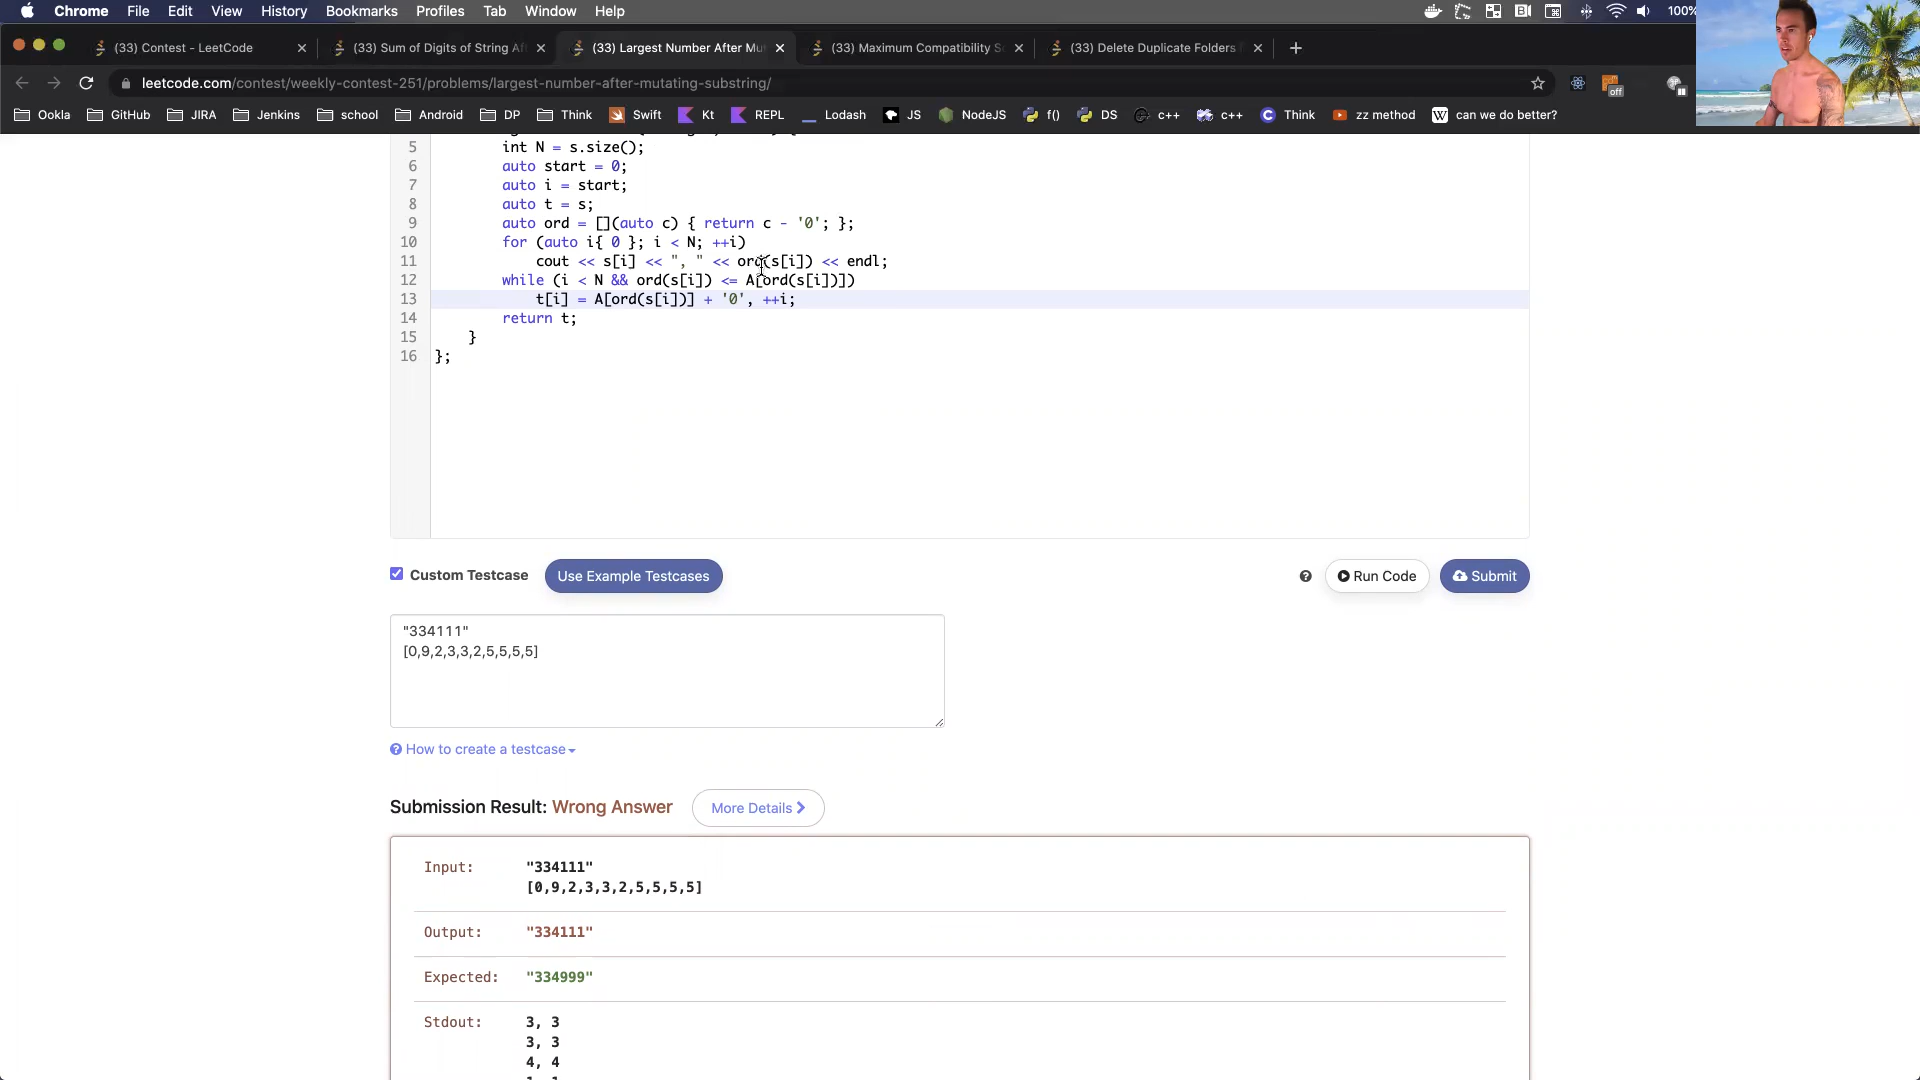 Chrome File Edit View History Bookmarks Profiles Tab Window Help 100%
(33) Contest - LeetCode
(33) Sum of Digits of String Af
(33) Largest Number After Mu
(33) Maximum Compatibility S
(33) Delete Duplicate Folders
leetcode.com/contest/weekly-contest-251/problems/largest-number-after-mutating-substring/
off
Ookla GitHub JIRA Jenkins school Android DP Think Swift Kt REPL Lodash JS NodeJS f() DS c++ c++ Think zz method can we do better?
5 int N = s.size();
6 auto start = 0;
7 auto i = start;
8 auto t = s;
9 auto ord = [](auto c) { return c - '0'; };
10 for (auto i{ 0 }; i < N; ++i)
11 cout << s[i] << ", " << ord(s[i]) << endl;
12 while (i < N && ord(s[i]) <= A[ord(s[i])])
13 t[i] = A[ord(s[i])] + '0', ++i;
14 return t;
15 }
16 };
Custom Testcase
Use Example Testcases
Run Code
Submit
"334111"
[0,9,2,3,3,2,5,5,5,5]
How to create a testcase
Submission Result: Wrong Answer
More Details
Input: "334111"
[0,9,2,3,3,2,5,5,5,5]
Output: "334111"
Expected: "334999"
Stdout: 3, 3
3, 3
4, 4